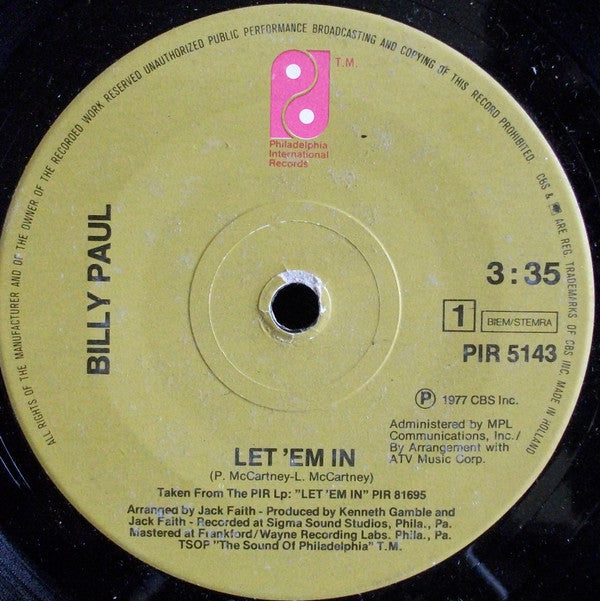 ALL RIGHTS OF THE MANUFACTURER AND OF THE OWNER OF THE RECORDED WORK RESERVED UNAUTHORIZED PUBLIC PERFORMANCE BROADCASTING AND COPYING OF THIS RECORD PROHIBITED. CBS & ARE REG. TRADEMARKS OF CBS INC. MADE IN HOLLAND
T.M.
Philadelphia
International
Records
BILLY PAUL
3:35
1 BIEM/STEMRA
PIR 5143
Ⓟ 1977 CBS Inc.
Administered by MPL
Communications, Inc./
By Arrangement with
ATV Music Corp.
LET 'EM IN
(P. McCartney-L. McCartney)
Taken From The PIR Lp: "LET 'EM IN" PIR 81695
Arranged by Jack Faith - Produced by Kenneth Gamble and
Jack Faith - Recorded at Sigma Sound Studios, Phila., Pa.
Mastered at Frankford/Wayne Recording Labs. Phila., Pa.
TSOP "The Sound Of Philadelphia" T.M.